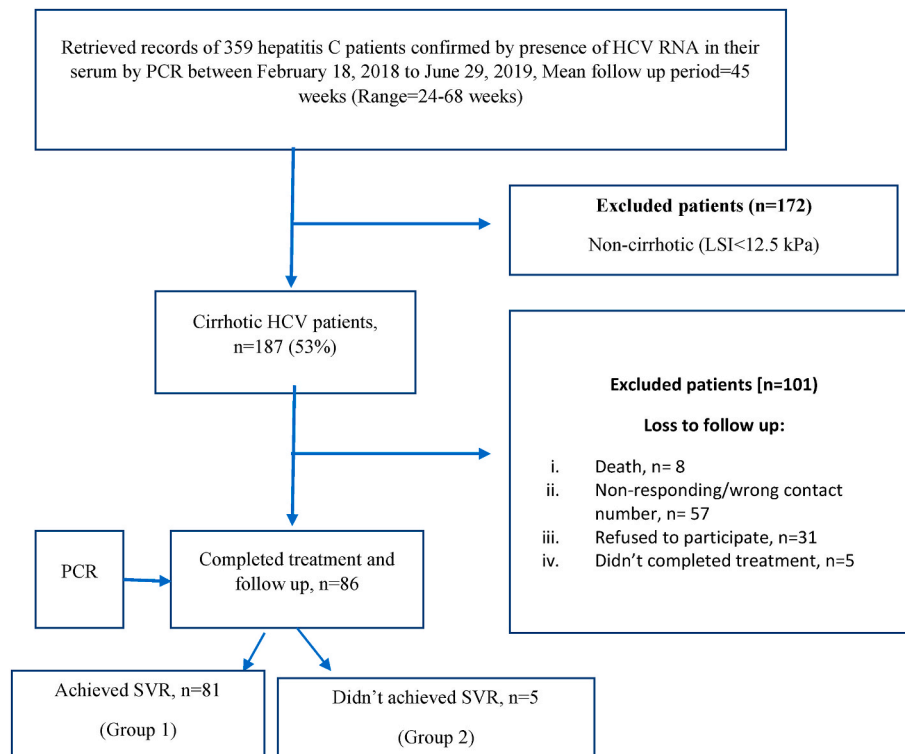 Retrieved records of 359 hepatitis C patients confirmed by presence of HCV RNA in their
serum by PCR between February 18, 2018 to June 29, 2019, Mean follow up period=45
weeks (Range=24-68 weeks)
Excluded patients (n=172)
Non-cirrhotic (LSI<12.5 kPa)
Cirrhotic HCV patients,
n=187 (53%)
Excluded patients [n=101)
Loss to follow up:
i. Death, n= 8
ii. Non-responding/wrong contact
number, n= 57
iii. Refused to participate, n=31
iv. Didn’t completed treatment, n=5
PCR
Completed treatment and
follow up, n=86
Achieved SVR, n=81
(Group 1)
Didn’t achieved SVR, n=5
(Group 2)